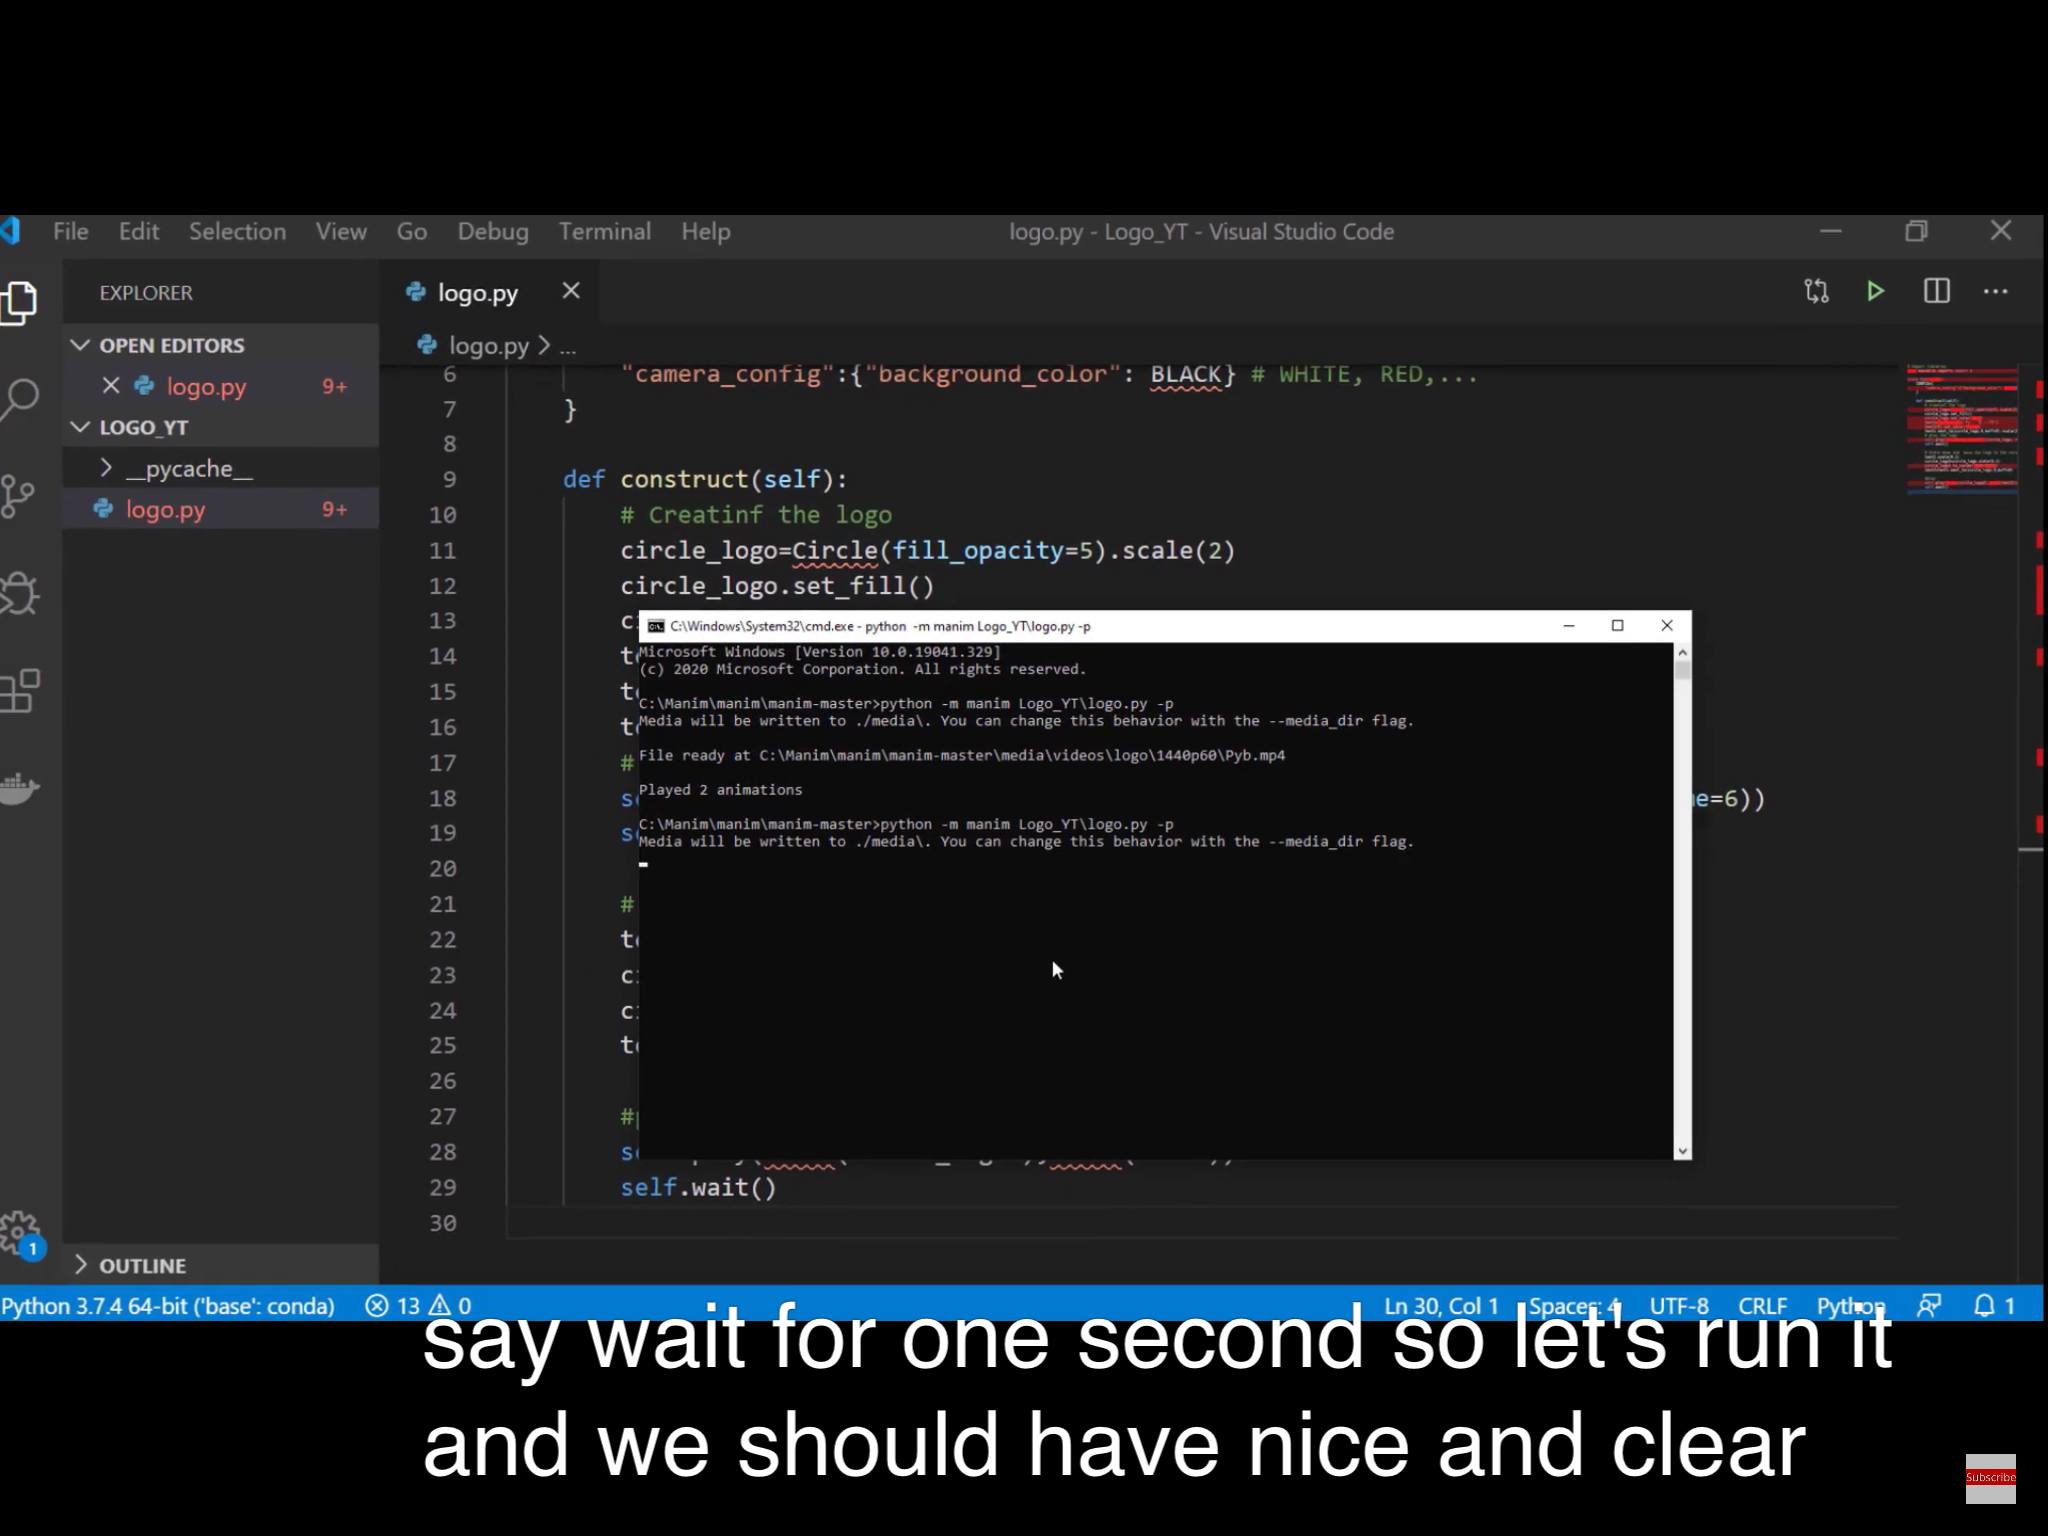 File Edit Selection View Go Debug Terminal Help
logo.py - Logo_YT - Visual Studio Code
EXPLORER
logo.py
OPEN EDITORS
logo.py > ...
logo.py 9+
LOGO_YT
__pycache__
logo.py 9+
6 "camera_config":{"background_color": BLACK} # WHITE, RED,...
7 }
8
9 def construct(self):
10 # Creatinf the logo
11 circle_logo=Circle(fill_opacity=5).scale(2)
12 circle_logo.set_fill()
13
14
15
16
17 #
18 =6))
19
20
21 #
22
23
24
25
26
27 #
28
29 self.wait()
30
C:\Windows\System32\cmd.exe - python -m manim Logo_YT\logo.py -p
Microsoft Windows [Version 10.0.19041.329]
(c) 2020 Microsoft Corporation. All rights reserved.
C:\Manim\manim\manim-master>python -m manim Logo_YT\logo.py -p
Media will be written to ./media\. You can change this behavior with the --media_dir flag.
File ready at C:\Manim\manim\manim-master\media\videos\logo\1440p60\Pyb.mp4
Played 2 animations
C:\Manim\manim\manim-master>python -m manim Logo_YT\logo.py -p
Media will be written to ./media\. You can change this behavior with the --media_dir flag.
1
OUTLINE
Python 3.7.4 64-bit ('base': conda) 13 0 Ln 30, Col 1 Spaces: 4 UTF-8 CRLF Python 1
say wait for one second so let's run it
and we should have nice and clear
Subscribe